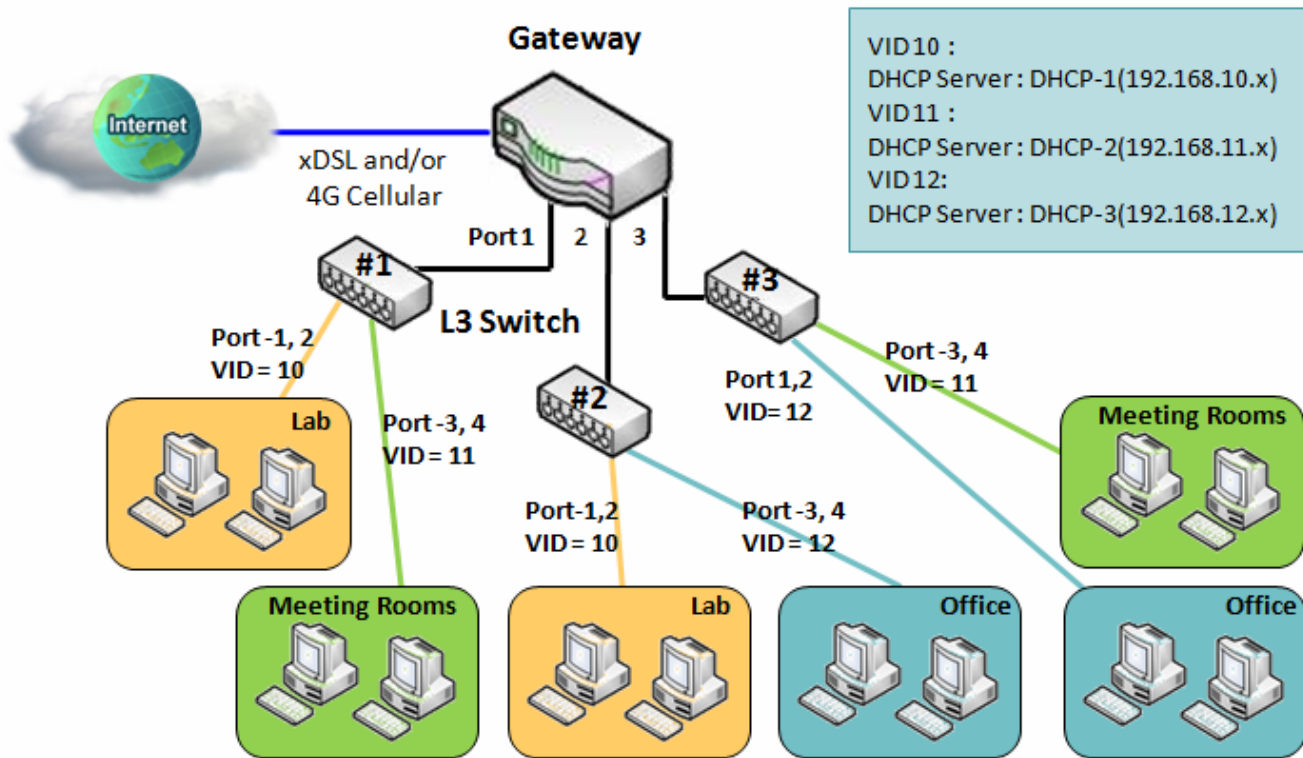 Gateway
Internet
xDSL and/or
4G Cellular
VID10 :
DHCP Server : DHCP-1(192.168.10.x)
VID11 :
DHCP Server : DHCP-2(192.168.11.x)
VID12:
DHCP Server : DHCP-3(192.168.12.x)
Port 1
2
3
#1
L3 Switch
#2
#3
Port -1, 2
VID = 10
Port -3, 4
VID = 11
Port-1,2
VID = 10
Port -3, 4
VID = 12
Port 1,2
VID= 12
Port -3, 4
VID = 11
Lab
Meeting Rooms
Lab
Office
Office
Meeting Rooms